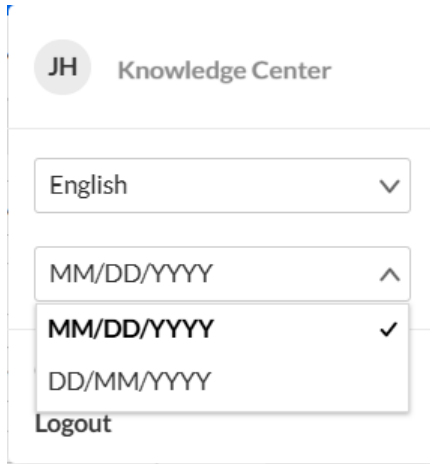 JH Knowledge Center
English
MM/DD/YYYY
MM/DD/YYYY
DD/MM/YYYY
Logout